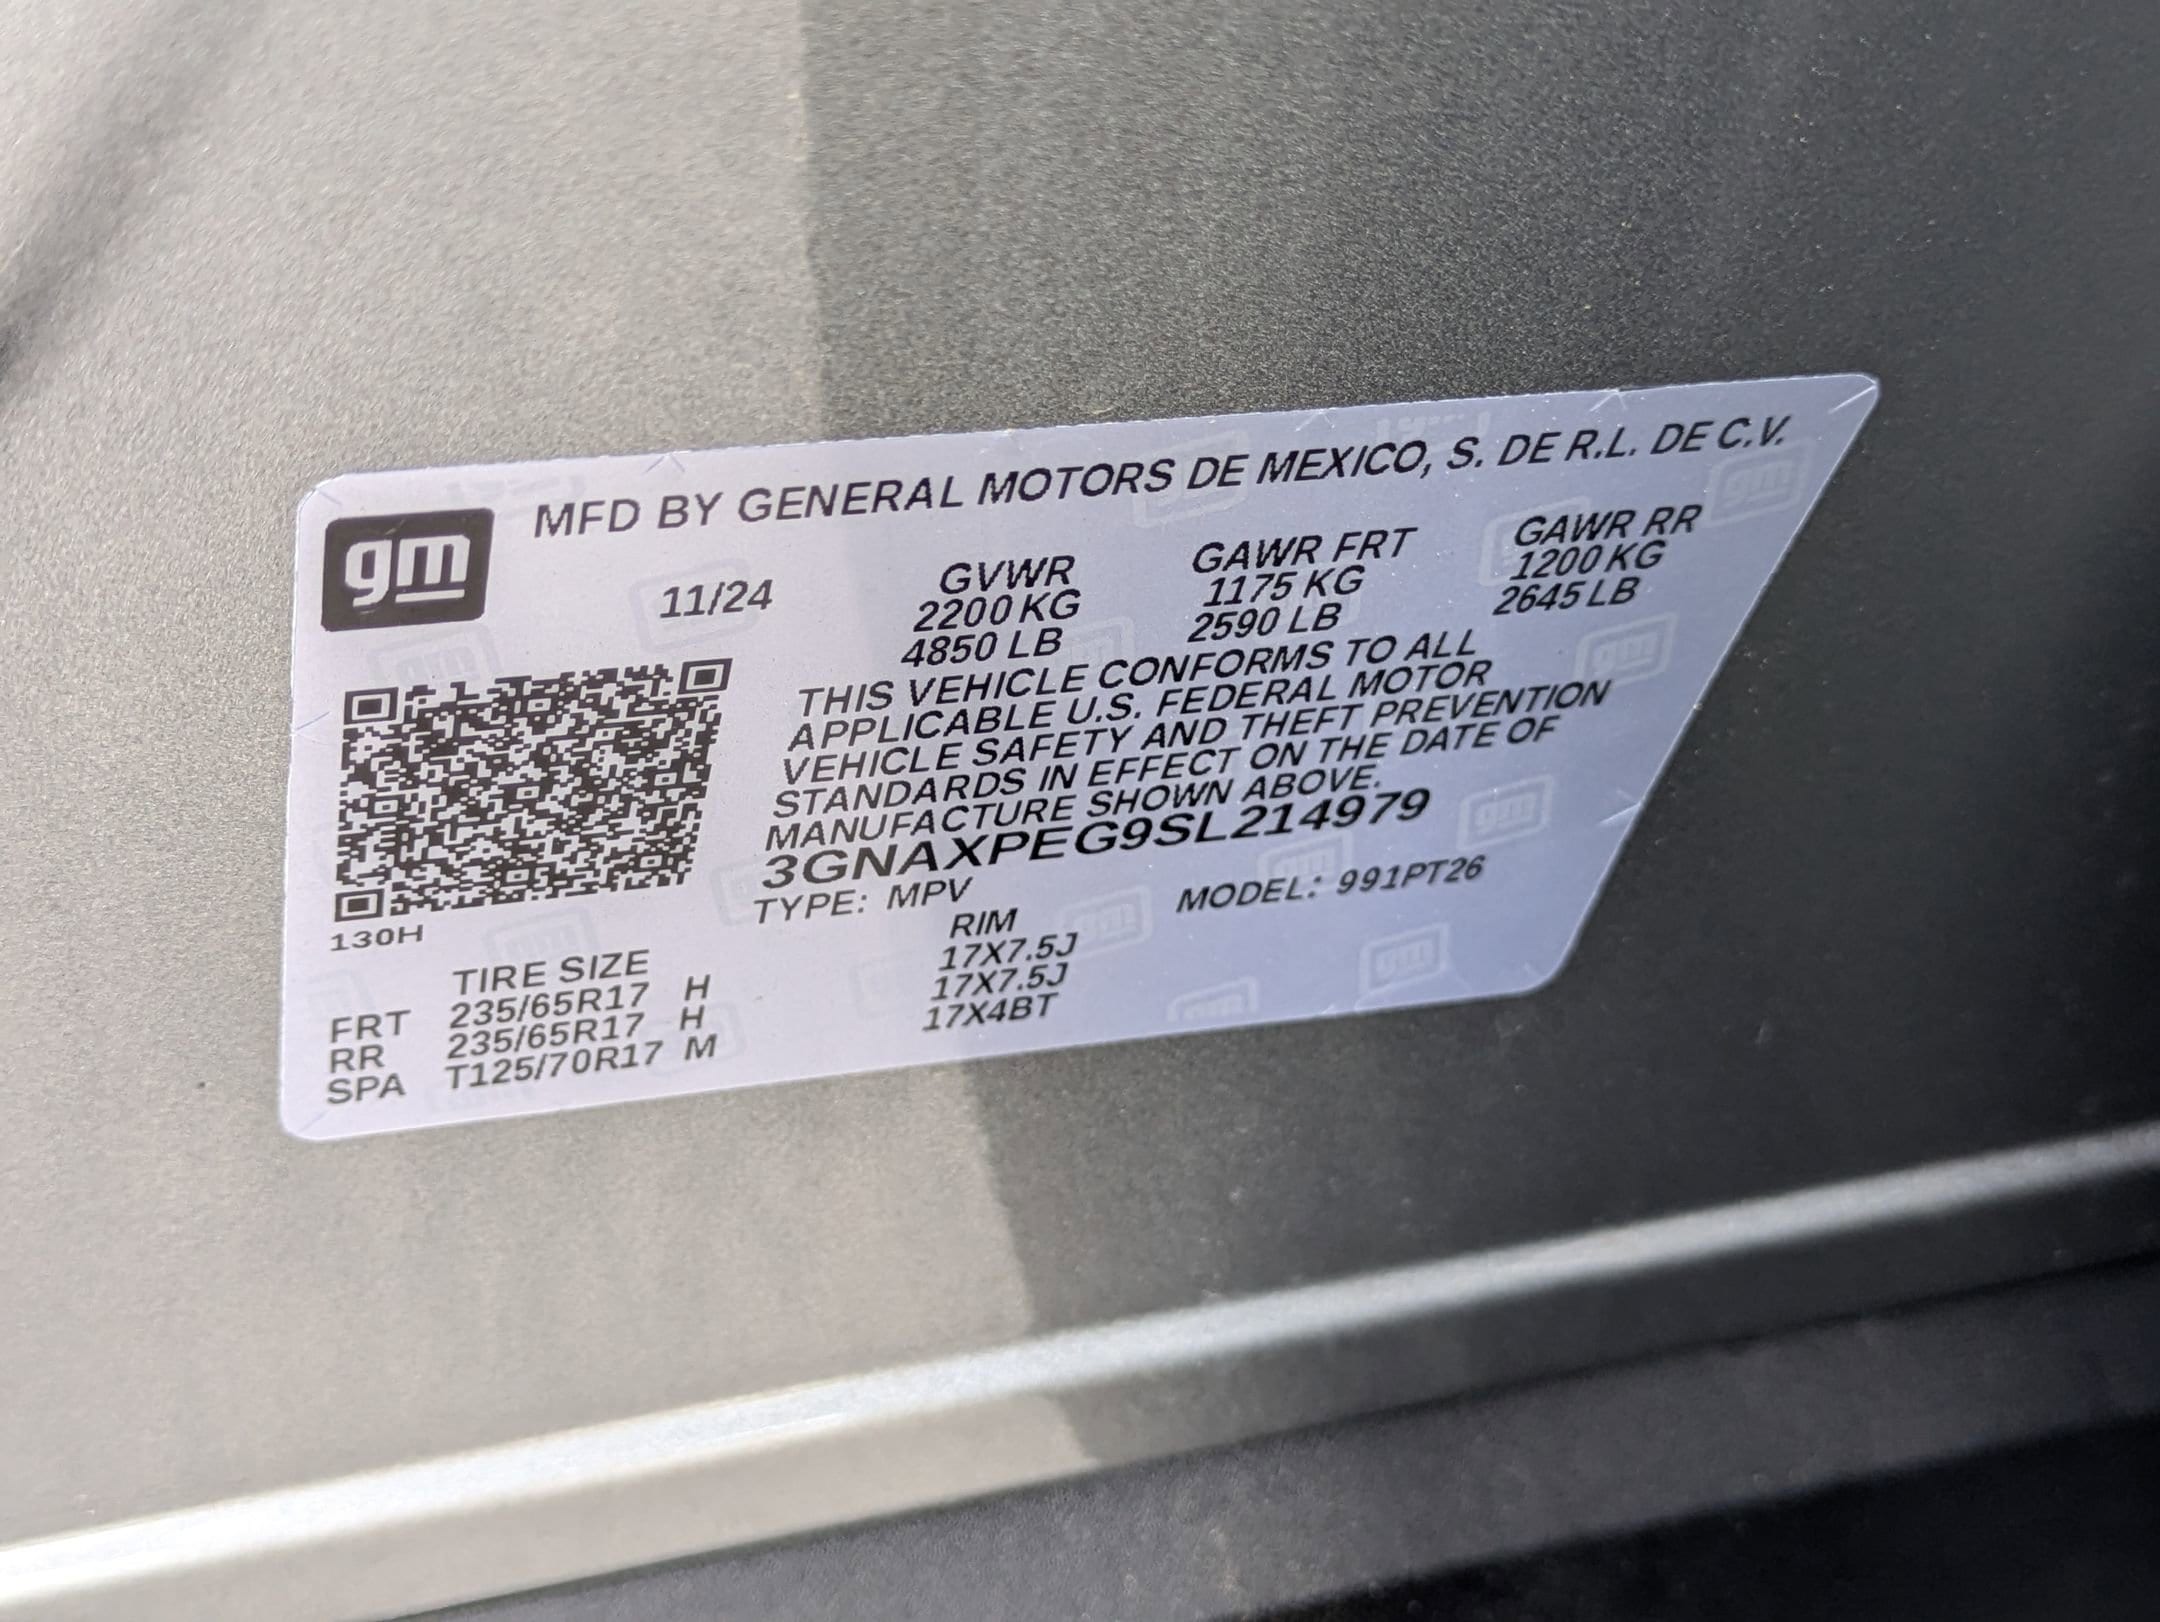 gm
MFD BY GENERAL MOTORS DE MEXICO, S. DE R.L. DE C.V.
11/24
GVWR GAWR FRT GAWR RR
2200 KG 1175 KG 1200 KG
4850 LB 2590 LB 2645 LB
THIS VEHICLE CONFORMS TO ALL
APPLICABLE U.S. FEDERAL MOTOR
VEHICLE SAFETY AND THEFT PREVENTION
STANDARDS IN EFFECT ON THE DATE OF
MANUFACTURE SHOWN ABOVE.
3GNAXPEG9SL214979
TYPE: MPV MODEL: 991PT26
130H
TIRE SIZE RIM
FRT 235/65R17 H 17X7.5J
RR 235/65R17 H 17X7.5J
SPA T125/70R17 M 17X4BT